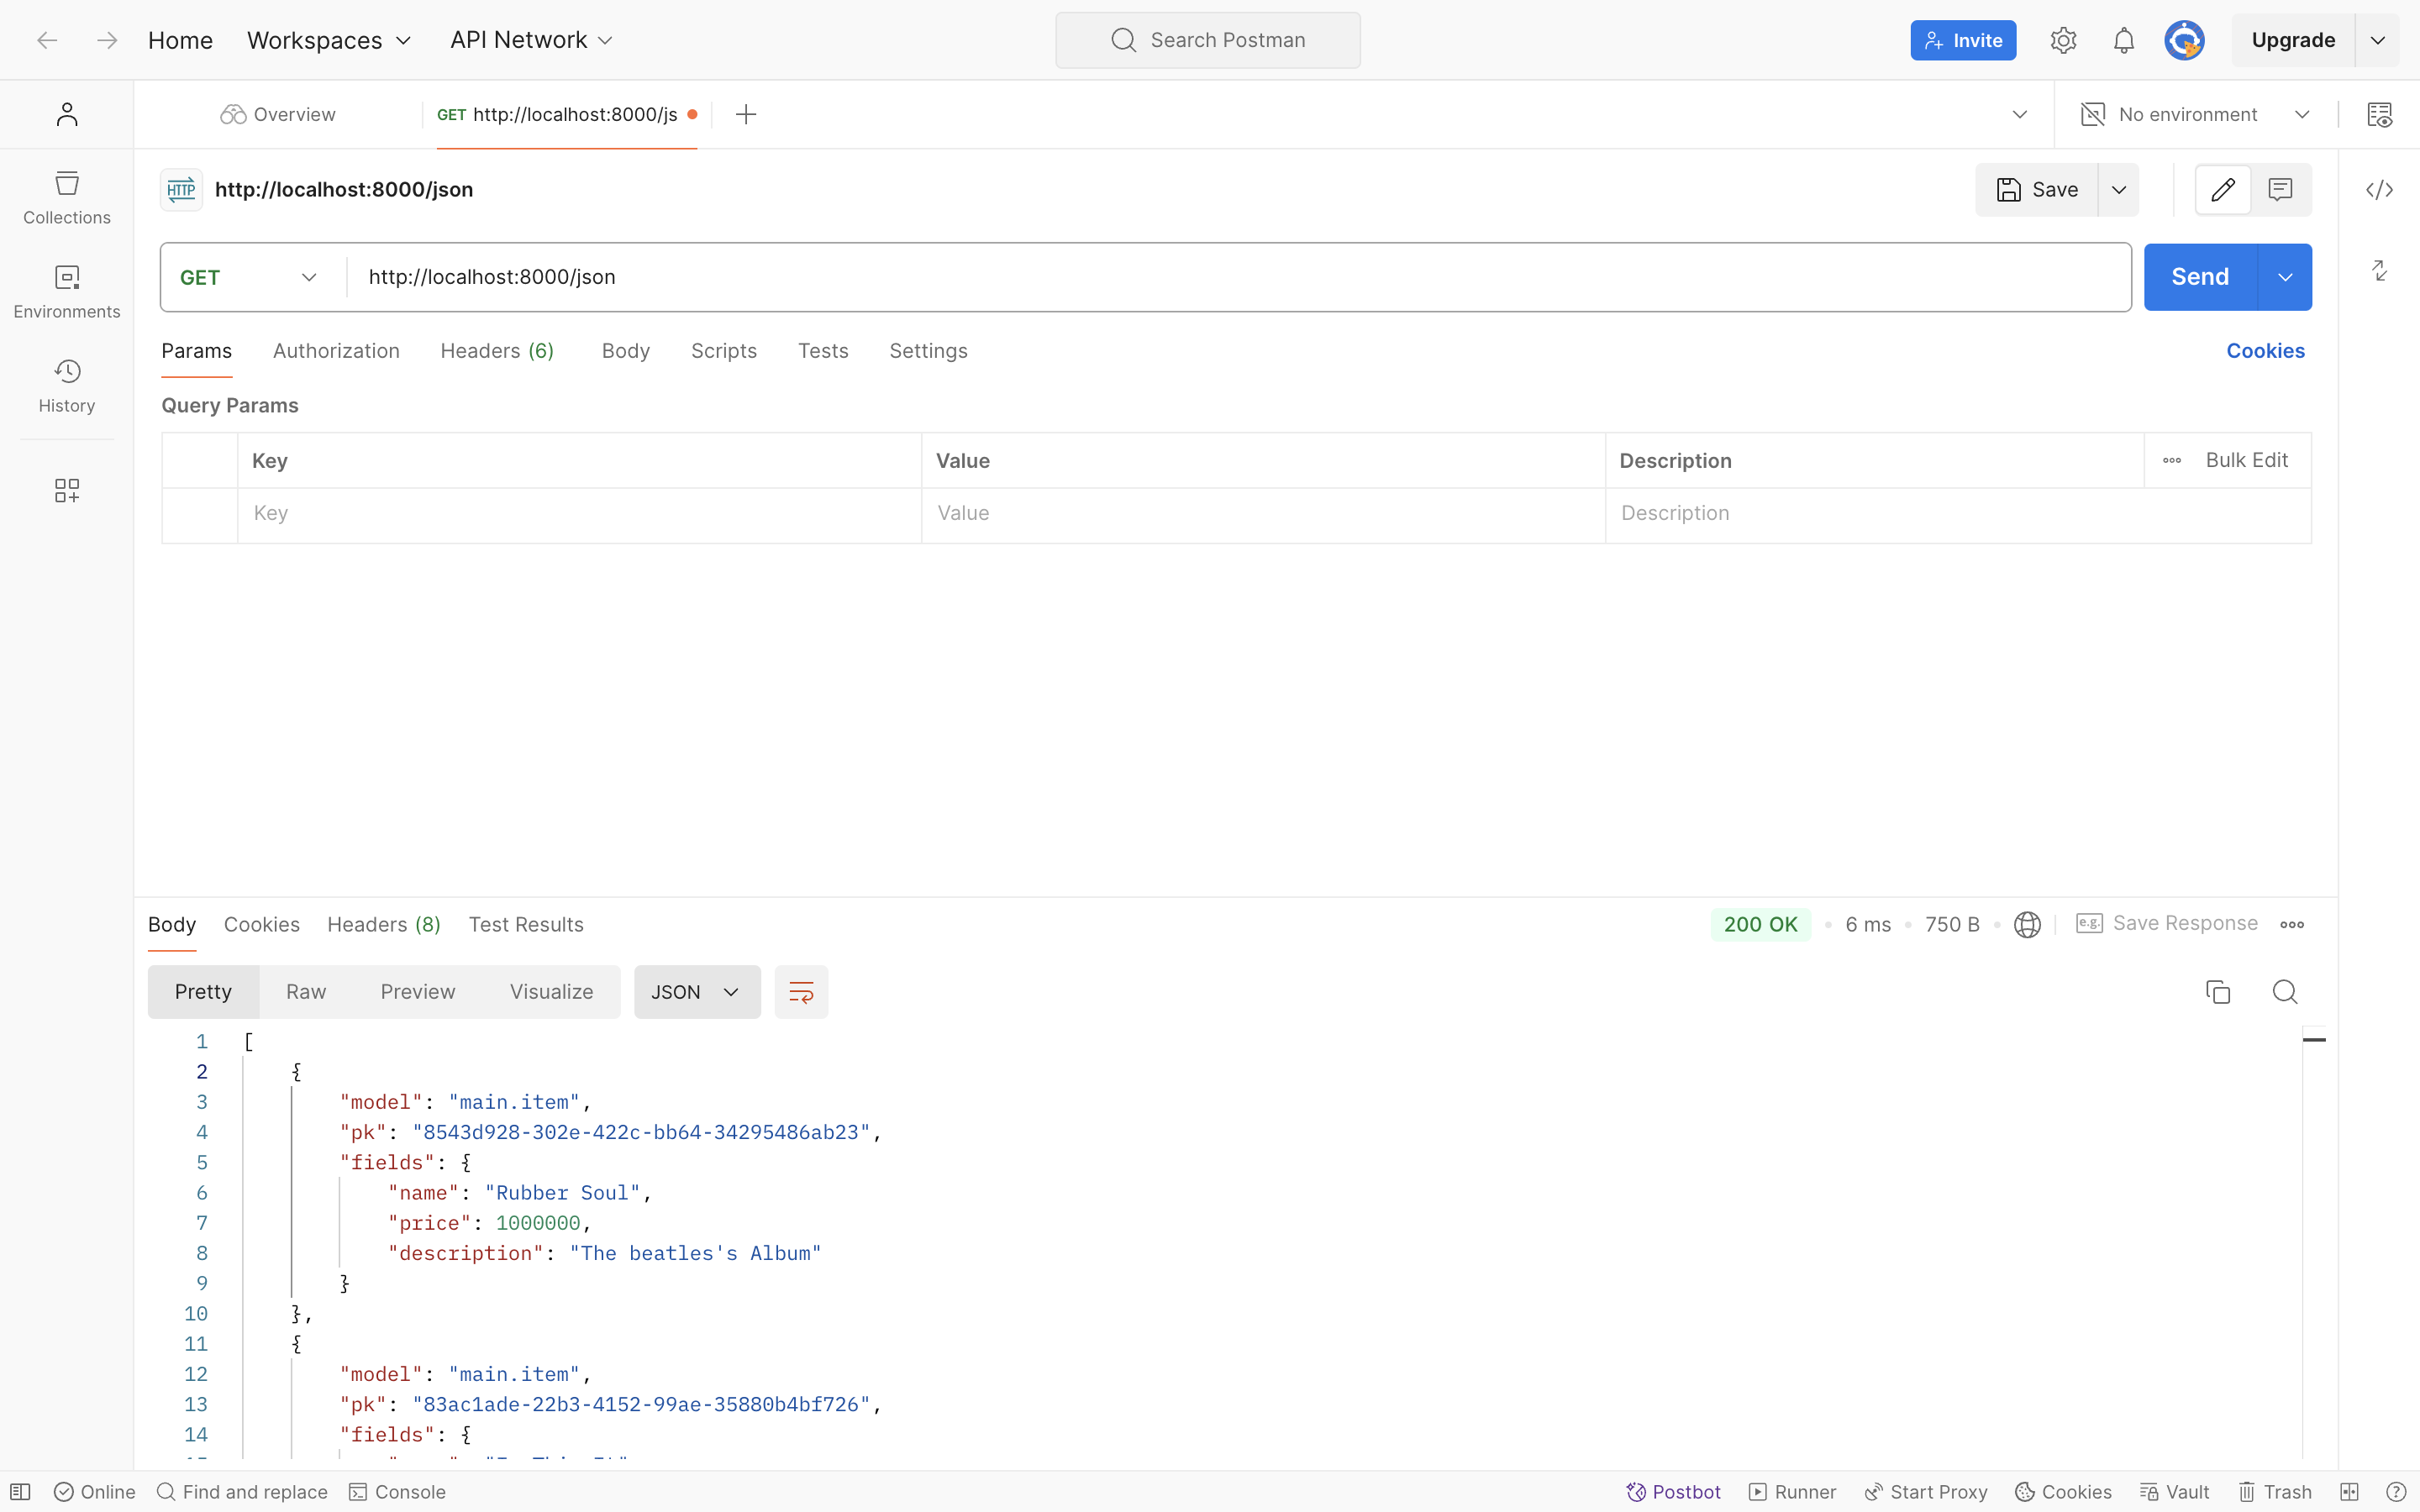 Home Workspaces API Network Search Postman Invite Upgrade
Overview GET http://localhost:8000/js No environment
HTTP http://localhost:8000/json Save
Collections
GET http://localhost:8000/json Send
Environments
Params Authorization Headers (6) Body Scripts Tests Settings Cookies
History
Query Params
Key Value Description Bulk Edit
Key Value Description
Body Cookies Headers (8) Test Results 200 OK 6 ms 750 B e.g. Save Response
Pretty Raw Preview Visualize JSON
1 [
2 {
3 "model": "main.item",
4 "pk": "8543d928-302e-422c-bb64-34295486ab23",
5 "fields": {
6 "name": "Rubber Soul",
7 "price": 1000000,
8 "description": "The beatles's Album"
9 }
10 },
11 {
12 "model": "main.item",
13 "pk": "83ac1ade-22b3-4152-99ae-35880b4bf726",
14 "fields": {
Online Find and replace Console Postbot Runner Start Proxy Cookies Vault Trash